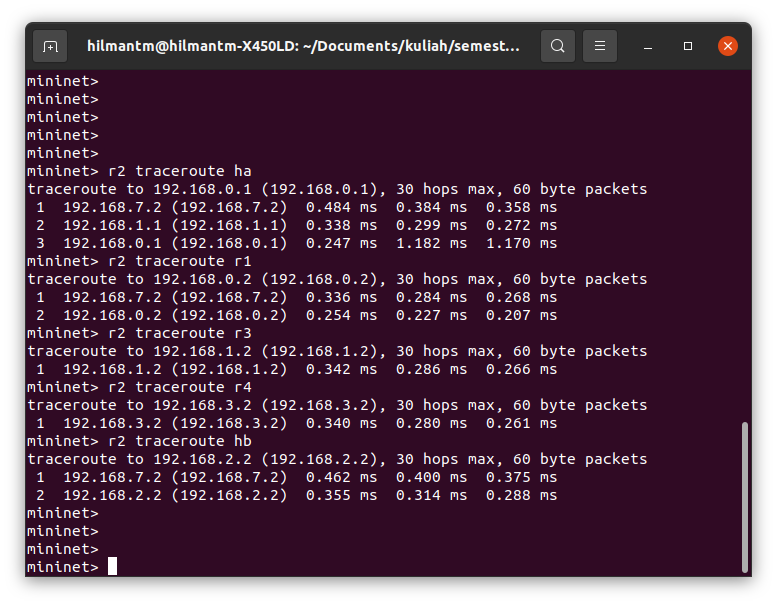 hilmantm@hilmantm-X450LD: ~/Documents/kuliah/semest...
mininet>
mininet>
mininet>
mininet>
mininet>
mininet> r2 traceroute ha
traceroute to 192.168.0.1 (192.168.0.1), 30 hops max, 60 byte packets
 1  192.168.7.2 (192.168.7.2)  0.484 ms  0.384 ms  0.358 ms
 2  192.168.1.1 (192.168.1.1)  0.338 ms  0.299 ms  0.272 ms
 3  192.168.0.1 (192.168.0.1)  0.247 ms  1.182 ms  1.170 ms
mininet> r2 traceroute r1
traceroute to 192.168.0.2 (192.168.0.2), 30 hops max, 60 byte packets
 1  192.168.7.2 (192.168.7.2)  0.336 ms  0.284 ms  0.268 ms
 2  192.168.0.2 (192.168.0.2)  0.254 ms  0.227 ms  0.207 ms
mininet> r2 traceroute r3
traceroute to 192.168.1.2 (192.168.1.2), 30 hops max, 60 byte packets
 1  192.168.1.2 (192.168.1.2)  0.342 ms  0.286 ms  0.266 ms
mininet> r2 traceroute r4
traceroute to 192.168.3.2 (192.168.3.2), 30 hops max, 60 byte packets
 1  192.168.3.2 (192.168.3.2)  0.340 ms  0.280 ms  0.261 ms
mininet> r2 traceroute hb
traceroute to 192.168.2.2 (192.168.2.2), 30 hops max, 60 byte packets
 1  192.168.7.2 (192.168.7.2)  0.462 ms  0.400 ms  0.375 ms
 2  192.168.2.2 (192.168.2.2)  0.355 ms  0.314 ms  0.288 ms
mininet>
mininet>
mininet>
mininet>